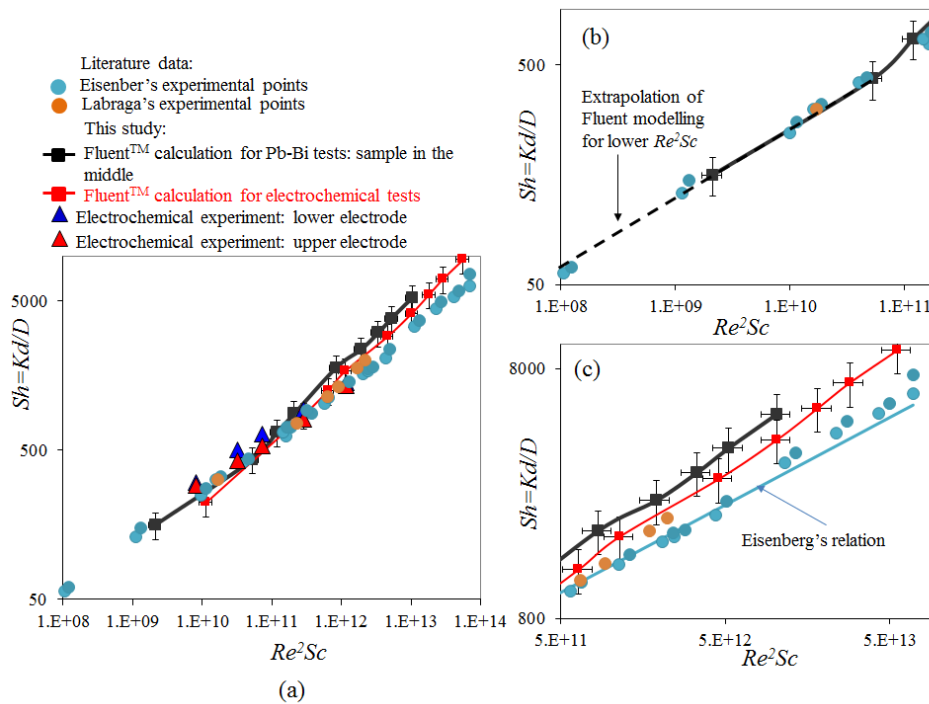 Literature data:
Eisenber's experimental points
Labraga's experimental points
This study:
Fluent™ calculation for Pb-Bi tests: sample in the
middle
Fluent™ calculation for electrochemical tests
Electrochemical experiment: lower electrode
Electrochemical experiment: upper electrode
5000
500
50
Sh=Kd/D
1.E+08 1.E+09 1.E+10 1.E+11 1.E+12 1.E+13 1.E+14
Re²Sc
(a)
(b)
500
50
Sh=Kd/D
Extrapolation of
Fluent modelling
for lower Re²Sc
1.E+08 1.E+09 1.E+10 1.E+11
Re²Sc
(c)
8000
800
Sh=Kd/D
Eisenberg's relation
5.E+11 5.E+12 5.E+13
Re²Sc